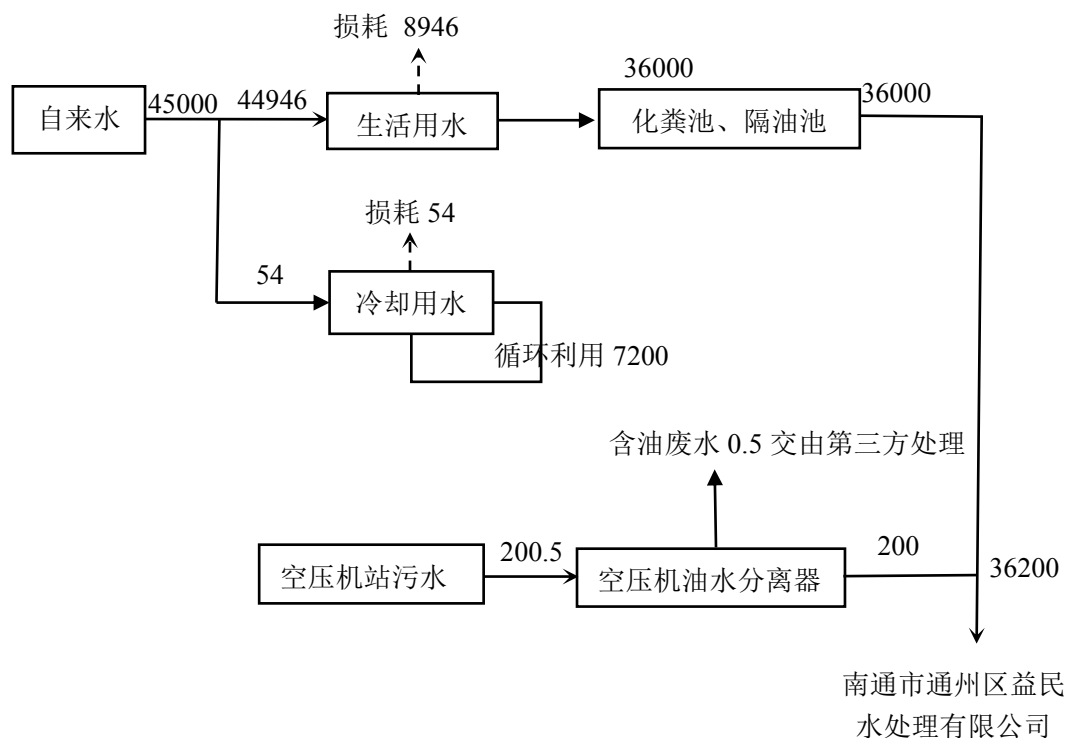 损耗 8946
36000
自来水
45000
44946
生活用水
化粪池、隔油池
36000
损耗 54
54
冷却用水
循环利用 7200
含油废水 0.5 交由第三方处理
空压机站污水
200.5
空压机油水分离器
200
36200
南通市通州区益民
水处理有限公司